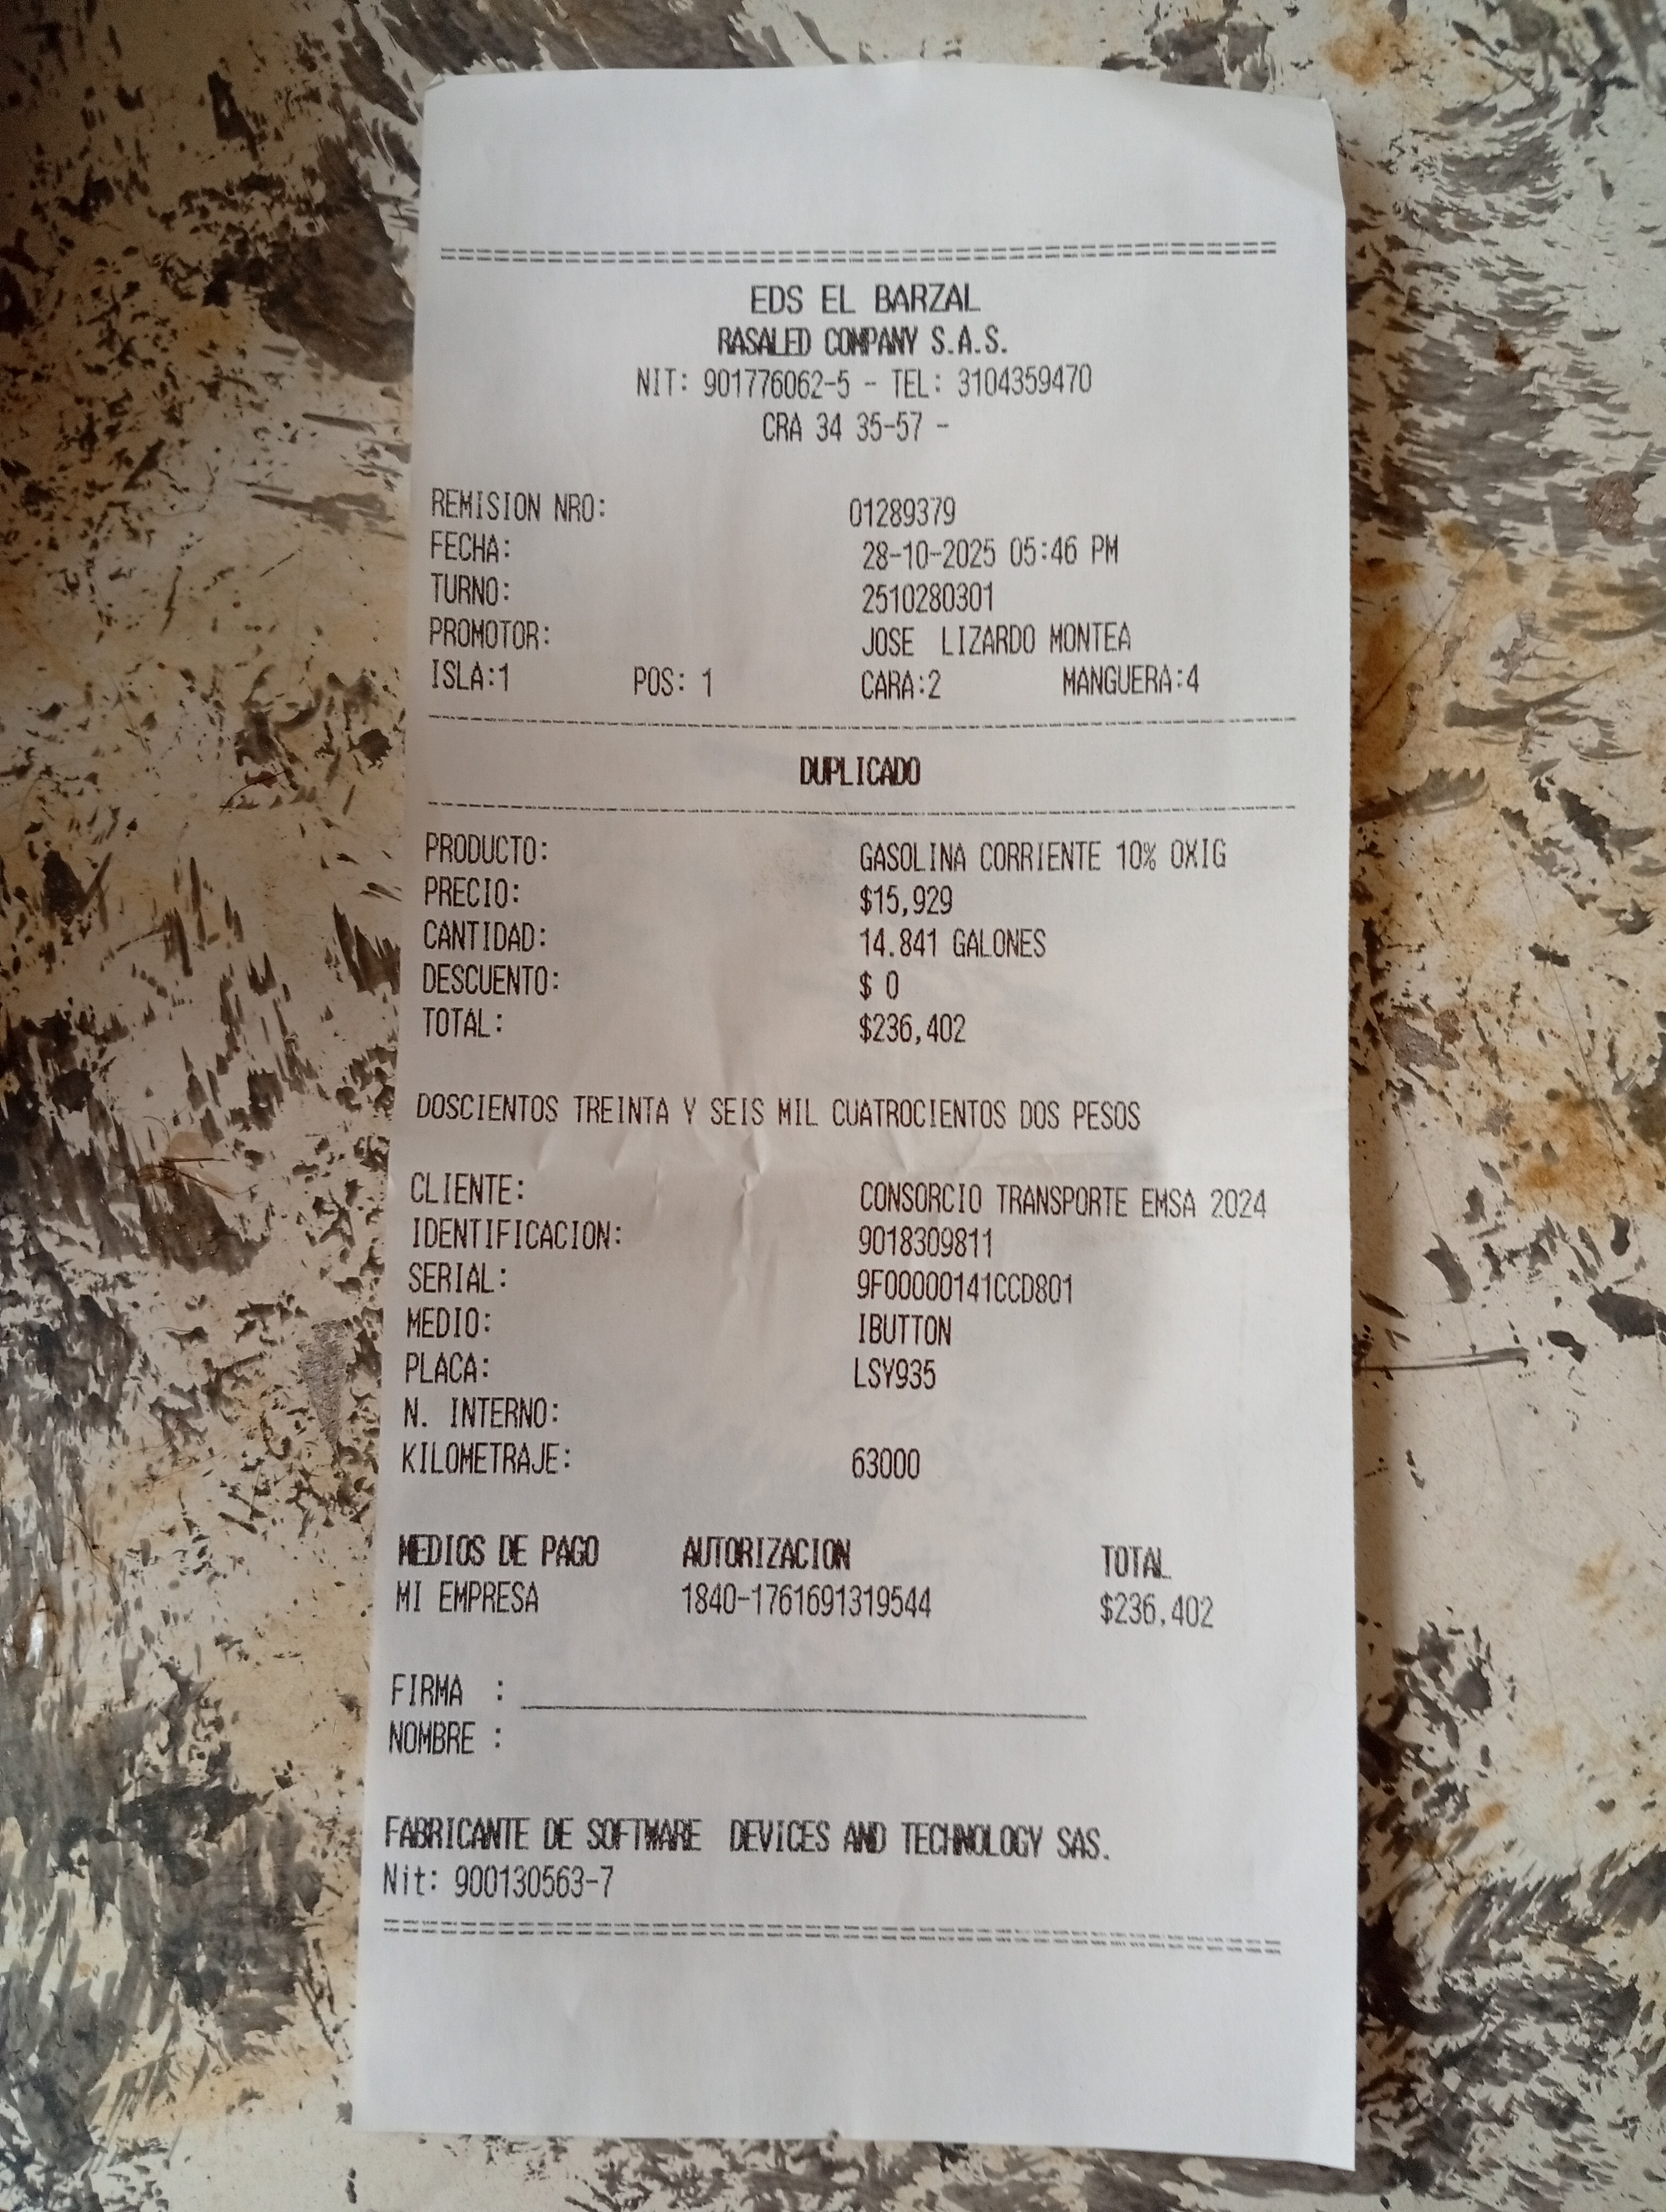 EDS EL BARZAL
RASALED COMPANY S.A.S.
NIT: 901776062-5 - TEL: 3104359470
CRA 34 35-57 -
REMISION NRO: 01289379
FECHA: 28-10-2025 05:46 PM
TURNO: 2510280301
PROMOTOR: JOSE LIZARDO MONTEA
ISLA:1 POS: 1 CARA:2 MANGUERA:4
DUPLICADO
PRODUCTO: GASOLINA CORRIENTE 10% OXIG
PRECIO: $15,929
CANTIDAD: 14.841 GALONES
DESCUENTO: $ 0
TOTAL: $236,402
DOSCIENTOS TREINTA Y SEIS MIL CUATROCIENTOS DOS PESOS
CLIENTE: CONSORCIO TRANSPORTE EMSA 2024
IDENTIFICACION: 9018309811
SERIAL: 9F00000141CCD801
MEDIO: IBUTTON
PLACA: LSY935
N. INTERNO:
KILOMETRAJE: 63000
MEDIOS DE PAGO AUTORIZACION TOTAL
MI EMPRESA 1840-1761691319544 $236,402
FIRMA :
NOMBRE :
FABRICANTE DE SOFTWARE DEVICES AND TECHNOLOGY SAS.
Nit: 900130563-7